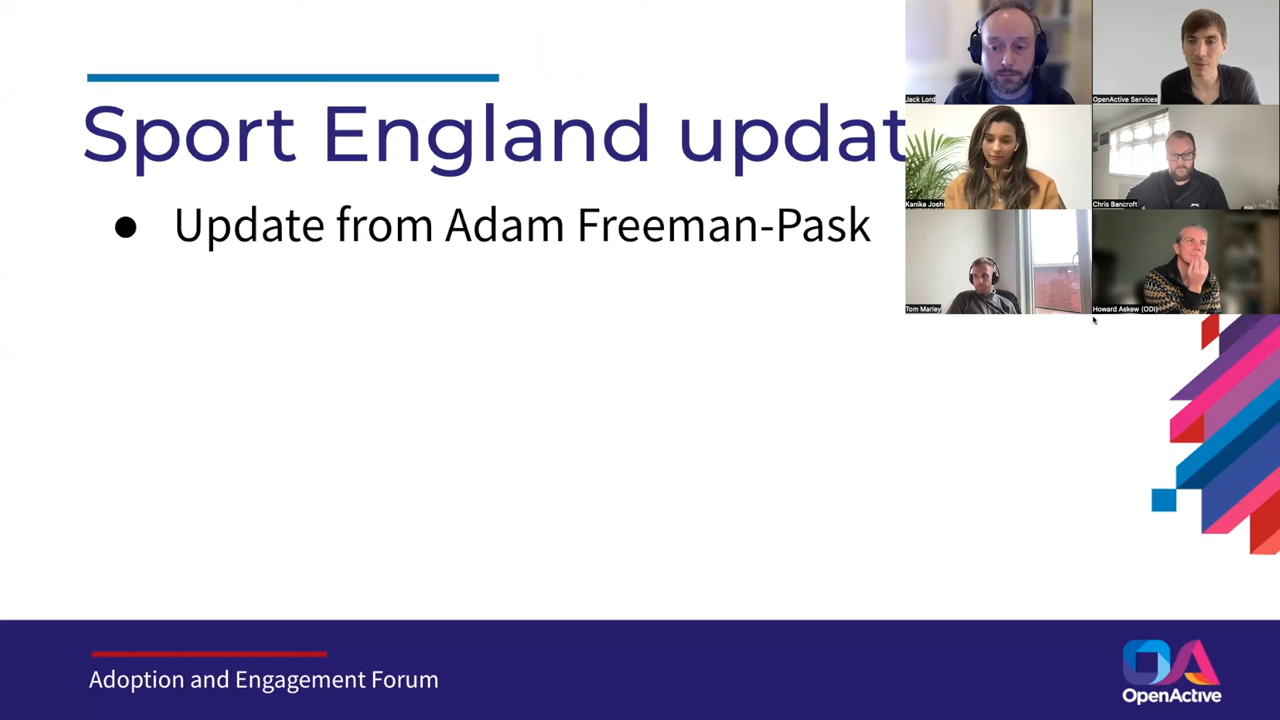 Sport England updat
● Update from Adam Freeman-Pask
Jack Lord
OpenActive Services
Kanika Joshi
Chris Bancroft
Tom Marley
Howard Askew (ODI)
Adoption and Engagement Forum
OA
OpenActive